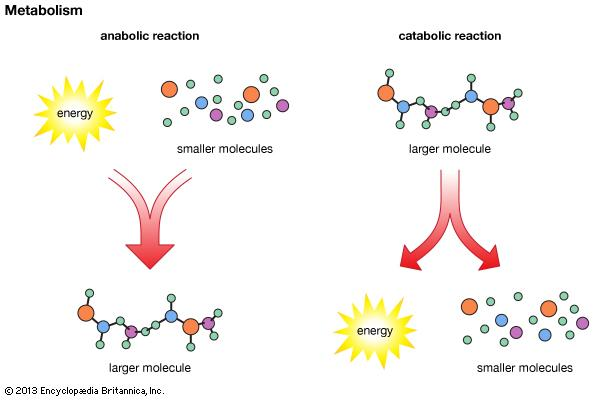 Metabolism
anabolic reaction
energy
smaller molecules
larger molecule
catabolic reaction
larger molecule
energy
smaller molecules
© 2013 Encyclopædia Britannica, Inc.